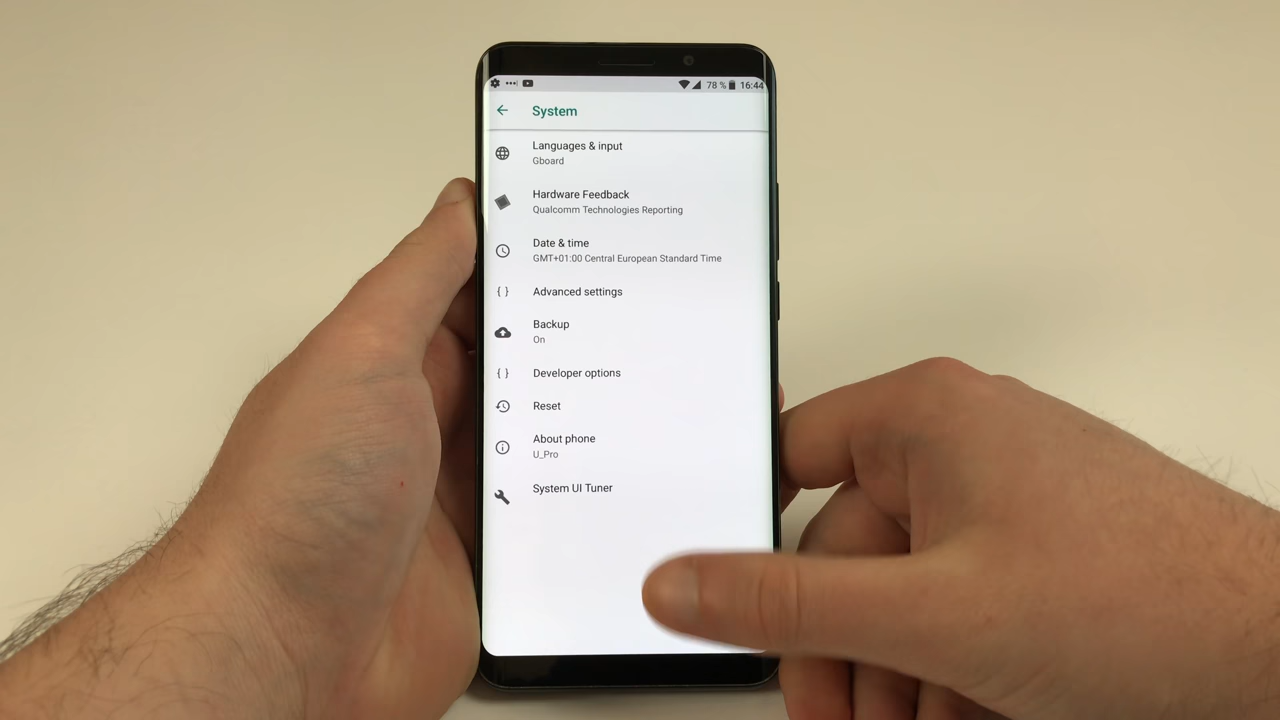 78 % 16:44
System
Languages & input
Gboard
Hardware Feedback
Qualcomm Technologies Reporting
Date & time
GMT+01:00 Central European Standard Time
{ } Advanced settings
Backup
On
{ } Developer options
Reset
About phone
U_Pro
System UI Tuner